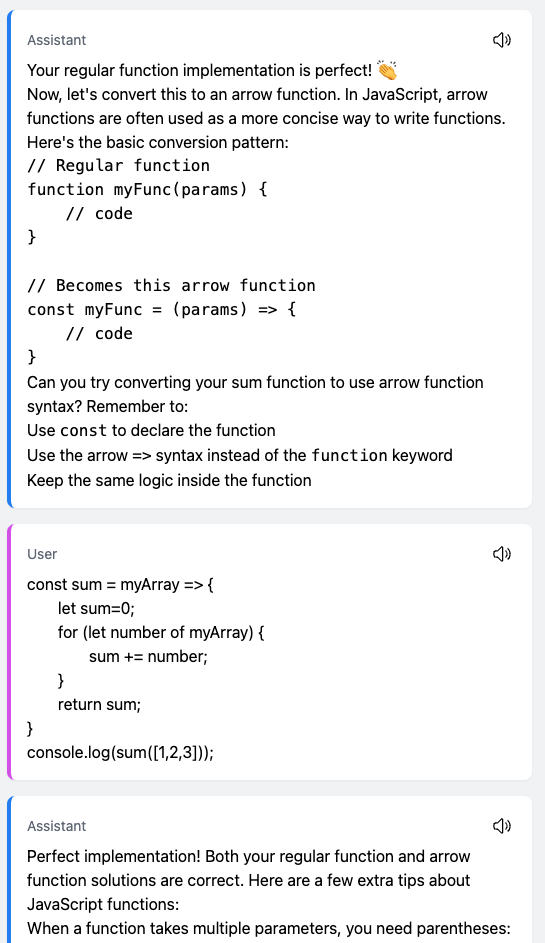 Assistant
Your regular function implementation is perfect! 👏
Now, let's convert this to an arrow function. In JavaScript, arrow
functions are often used as a more concise way to write functions.
Here's the basic conversion pattern:
// Regular function
function myFunc(params) {
    // code
}

// Becomes this arrow function
const myFunc = (params) => {
    // code
}
Can you try converting your sum function to use arrow function
syntax? Remember to:
Use const to declare the function
Use the arrow => syntax instead of the function keyword
Keep the same logic inside the function
User
const sum = myArray => {
    let sum=0;
    for (let number of myArray) {
        sum += number;
    }
    return sum;
}
console.log(sum([1,2,3]));
Assistant
Perfect implementation! Both your regular function and arrow
function solutions are correct. Here are a few extra tips about
JavaScript functions:
When a function takes multiple parameters, you need parentheses: